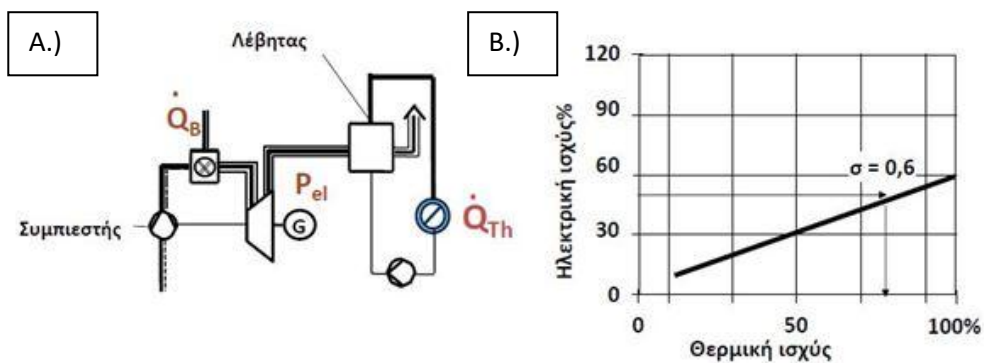 Α.)
Λέβητας
Q̇B
Pel
G
Συμπιεστής
Q̇Th
Β.)
Ηλεκτρική ισχύς%
120
90
60
30
0
σ = 0,6
0
50
100%
Θερμική ισχύς